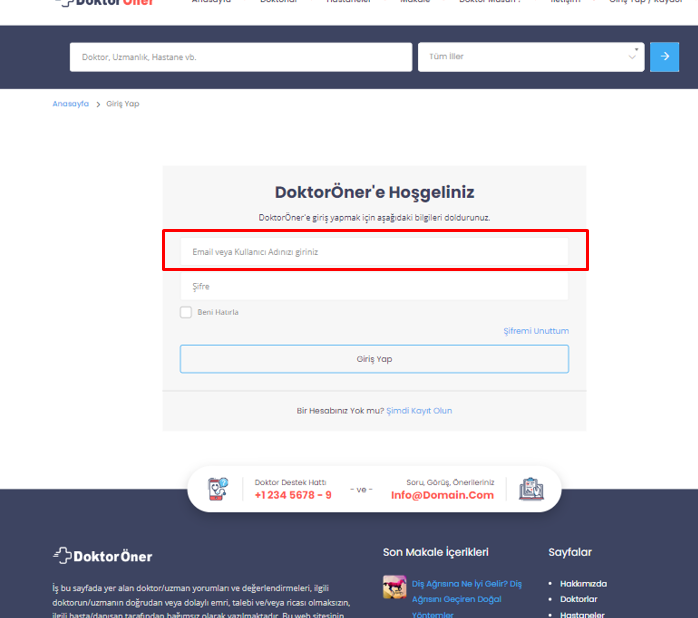 DoktorÖner
Anasayfa Doktorlar Hastaneler Makale Doktor Musun ? İletişim Giriş Yap / Kaydol
Doktor, Uzmanlık, Hastane vb.
Tüm İller
Anasayfa > Giriş Yap
DoktorÖner'e Hoşgeliniz
DoktorÖner'e giriş yapmak için aşağıdaki bilgileri doldurunuz.
Email veya Kullanıcı Adınızı giriniz
Şifre
Beni Hatırla
Şifremi Unuttum
Giriş Yap
Bir Hesabınız Yok mu? Şimdi Kayıt Olun
Doktor Destek Hattı
+1 234 5678 - 9
- ve -
Soru, Görüş, Önerileriniz
Info@Domain.Com
DoktorÖner
İş bu sayfada yer alan doktor/uzman yorumları ve değerlendirmeleri, ilgili
doktorun/uzmanın doğrudan veya dolaylı emri, talebi ve/veya ricası olmaksızın,
ilgili hasta/danışan tarafından bağımsız olarak yazılmaktadır. Bu web sitesinin
Son Makale İçerikleri
Diş Ağrısına Ne İyi Gelir? Diş
Ağrısını Geçiren Doğal
Yöntemler
Sayfalar
• Hakkımızda
• Doktorlar
• Hastaneler